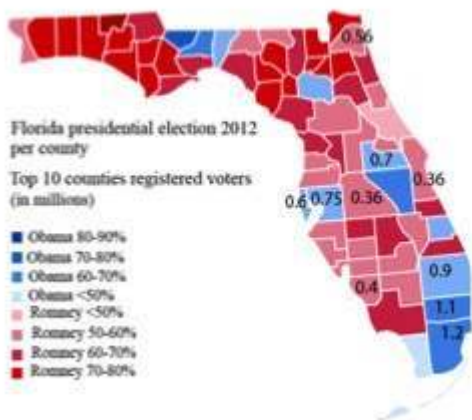 0.56
Florida presidential election 2012
per county
0.7
Top 10 counties registered voters
(in millions)
0.36
0.6 0.75 0.36
Obama 80-90%
Obama 70-80%
Obama 60-70%
Obama <50%
Romney <50%
Romney 50-60%
Romney 60-70%
Romney 70-80%
0.9
0.4
1.1
1.2